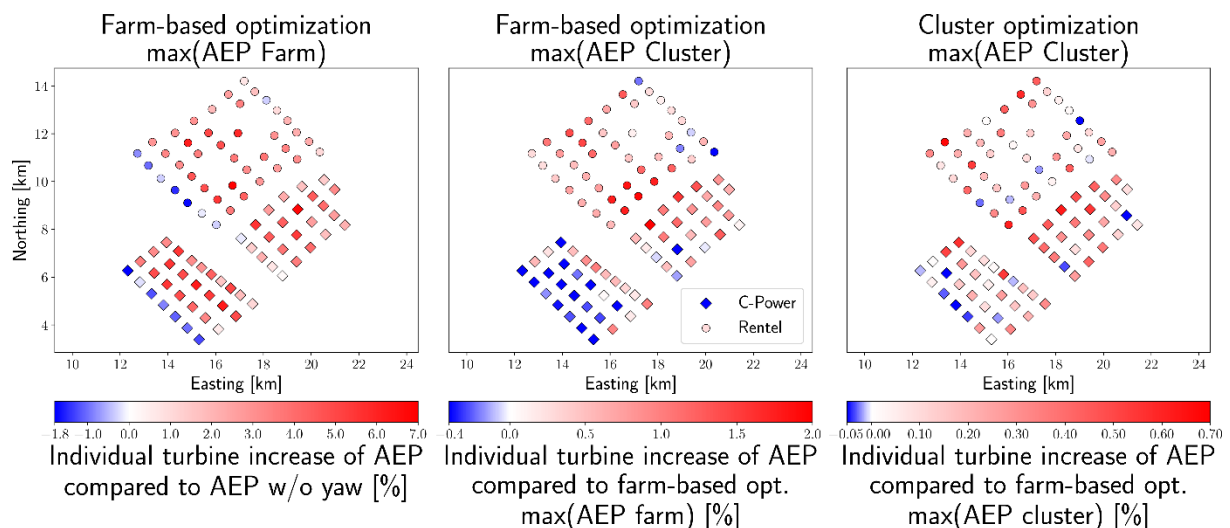 Farm-based optimization
max(AEP Farm)
Farm-based optimization
max(AEP Cluster)
Cluster optimization
max(AEP Cluster)
Northing [km]
14
12
10
8
6
4
10 12 14 16 18 20 22 24
Easting [km]
10 12 14 16 18 20 22 24
Easting [km]
10 12 14 16 18 20 22 24
Easting [km]
C-Power
Rentel
−1.8 −1.0 0.0 1.0 2.0 3.0 4.0 5.0 6.0 7.0
Individual turbine increase of AEP
compared to AEP w/o yaw [%]
−0.1 0.0 0.5 1.0 1.5 2.0
Individual turbine increase of AEP
compared to farm-based opt.
max(AEP farm) [%]
−0.05 0.00 0.10 0.20 0.30 0.40 0.50 0.60 0.70
Individual turbine increase of AEP
compared to farm-based opt.
max(AEP cluster) [%]